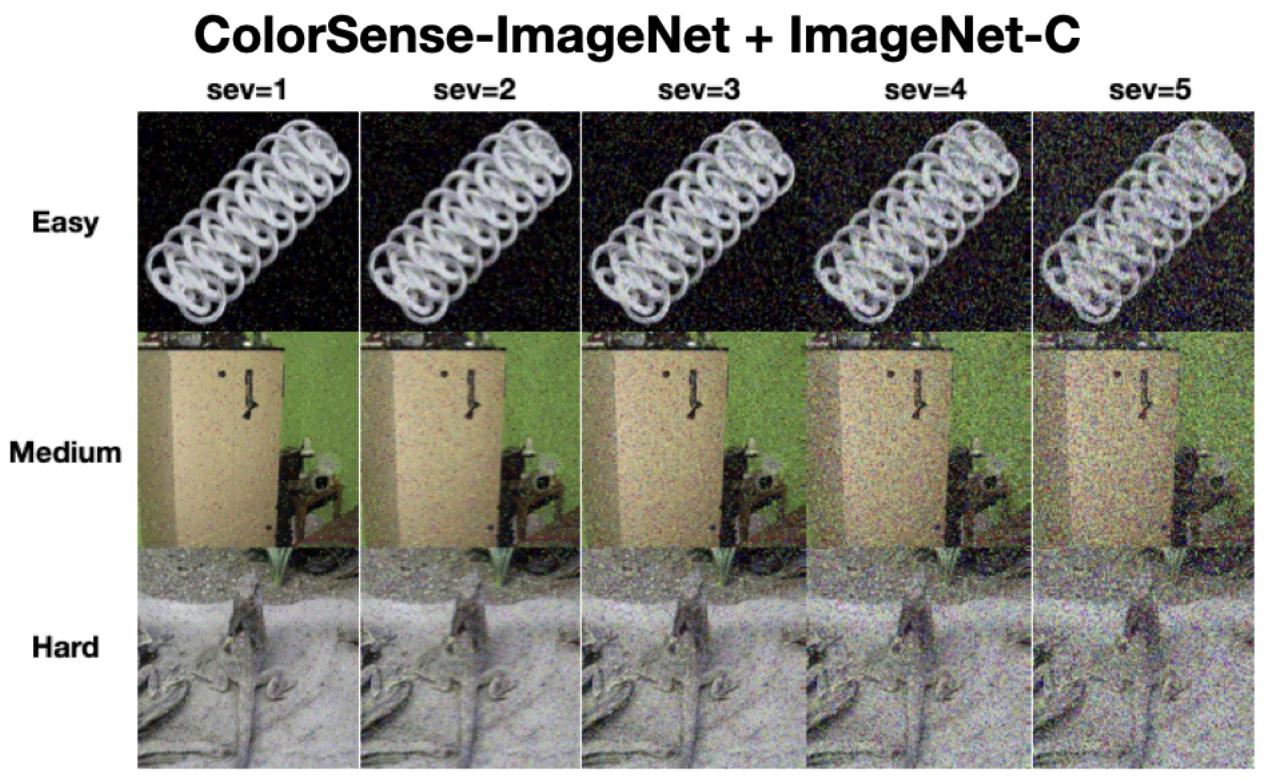 ColorSense-ImageNet + ImageNet-C
sev=1 sev=2 sev=3 sev=4 sev=5
Easy
Medium
Hard